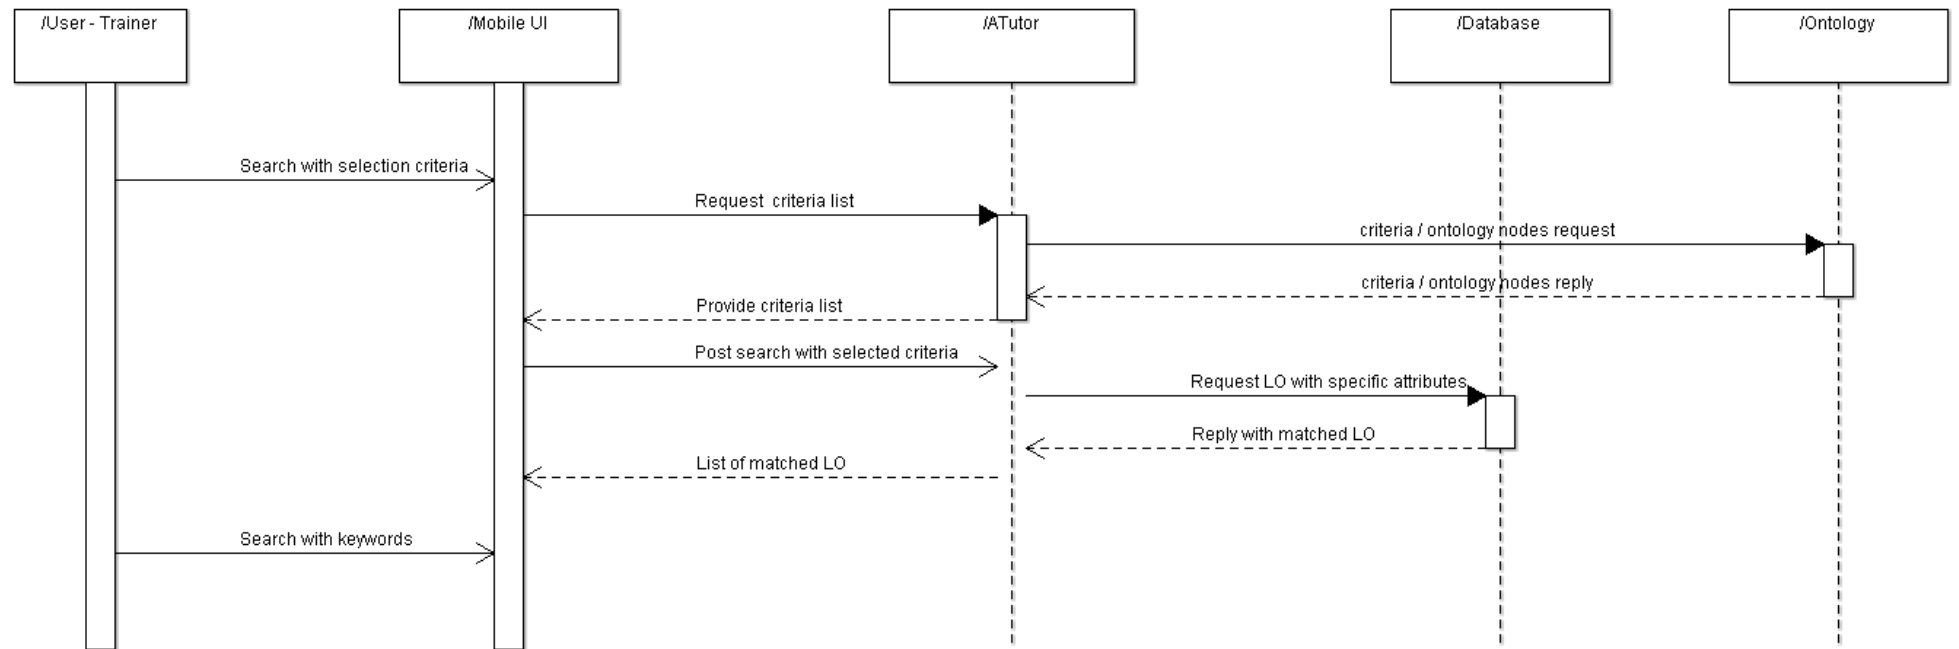 /User - Trainer
/Mobile UI
/ATutor
/Database
/Ontology
Search with selection criteria
Request  criteria list
criteria / ontology nodes request
criteria / ontology nodes reply
Provide criteria list
Post search with selected criteria
Request LO with specific attributes
Reply with matched LO
List of matched LO
Search with keywords